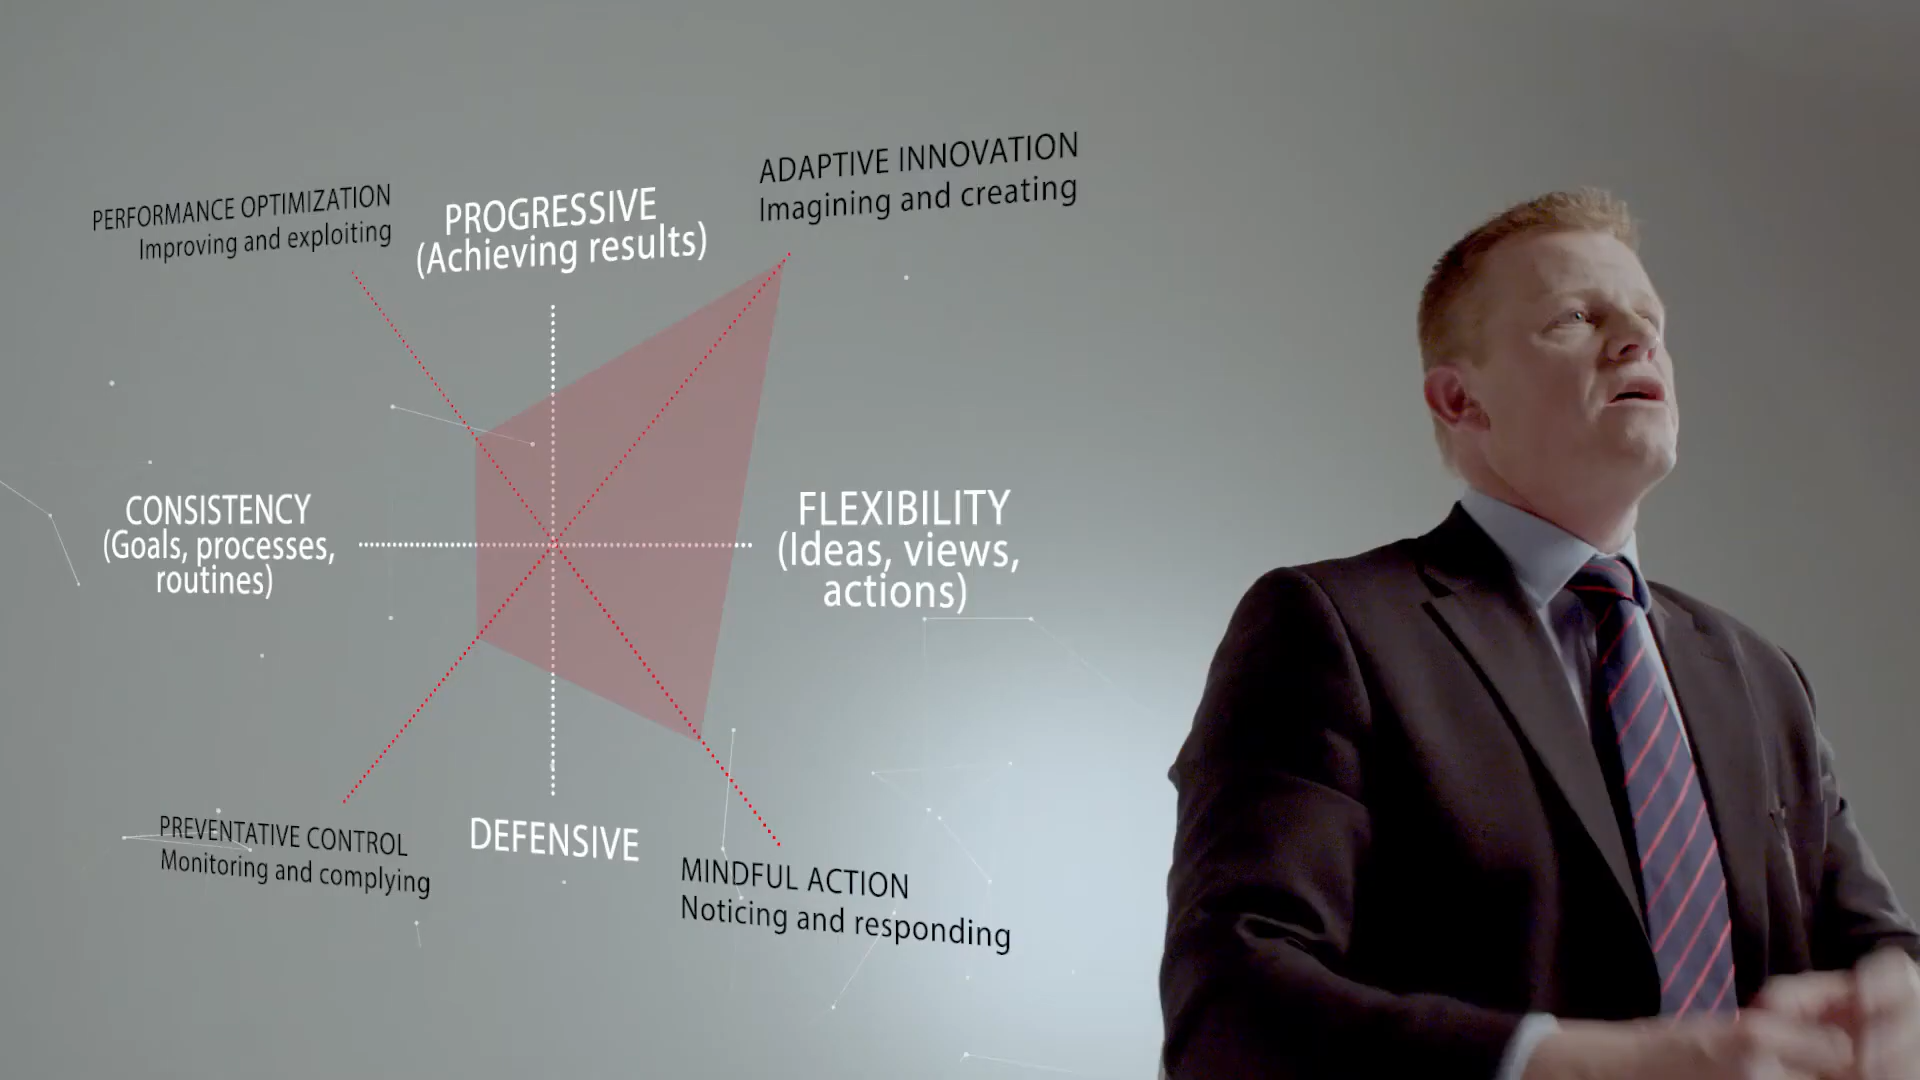 PERFORMANCE OPTIMIZATION
Improving and exploiting
PROGRESSIVE
(Achieving results)
ADAPTIVE INNOVATION
Imagining and creating
CONSISTENCY
(Goals, processes,
routines)
FLEXIBILITY
(Ideas, views,
actions)
PREVENTATIVE CONTROL
Monitoring and complying
DEFENSIVE
MINDFUL ACTION
Noticing and responding